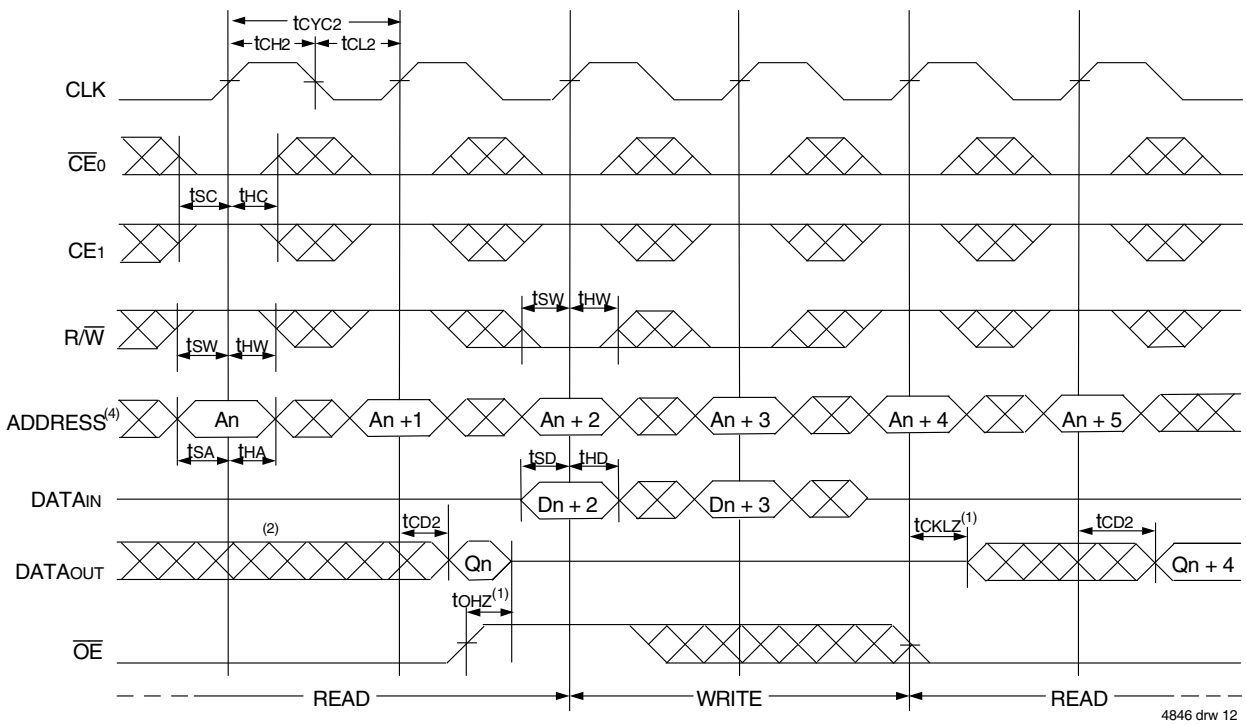 tCYC2
tCH2 tCL2
CLK
CE0
tSC tHC
CE1
tSW tHW
R/W
tSW tHW
ADDRESS(4) An An +1 An + 2 An + 3 An + 4 An + 5
tSA tHA tSD tHD
DATAIN Dn + 2 Dn + 3
(2) tCD2 tCKLZ(1) tCD2
DATAOUT Qn Qn + 4
tOHZ(1)
OE
READ WRITE READ
4846 drw 12